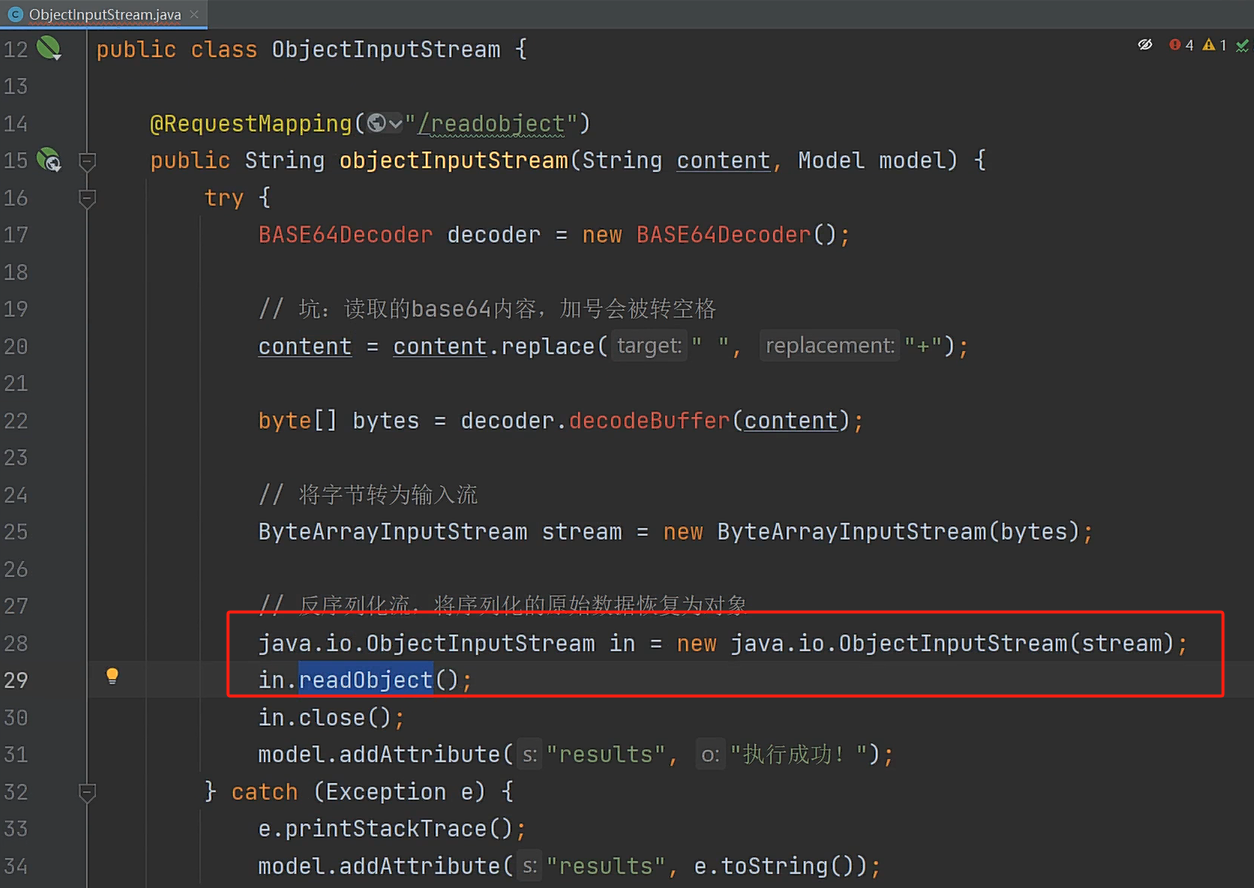 ObjectInputStream.java
4 1
12 public class ObjectInputStream {
13
14 @RequestMapping("/readobject")
15 public String objectInputStream(String content, Model model) {
16 try {
17 BASE64Decoder decoder = new BASE64Decoder();
18
19 // 坑：读取的base64内容，加号会被转空格
20 content = content.replace( target: " ", replacement: "+");
21
22 byte[] bytes = decoder.decodeBuffer(content);
23
24 // 将字节转为输入流
25 ByteArrayInputStream stream = new ByteArrayInputStream(bytes);
26
27 // 反序列化流，将序列化的原始数据恢复为对象
28 java.io.ObjectInputStream in = new java.io.ObjectInputStream(stream);
29 in.readObject();
30 in.close();
31 model.addAttribute( s: "results", o: "执行成功！");
32 } catch (Exception e) {
33 e.printStackTrace();
34 model.addAttribute( s: "results", e.toString());